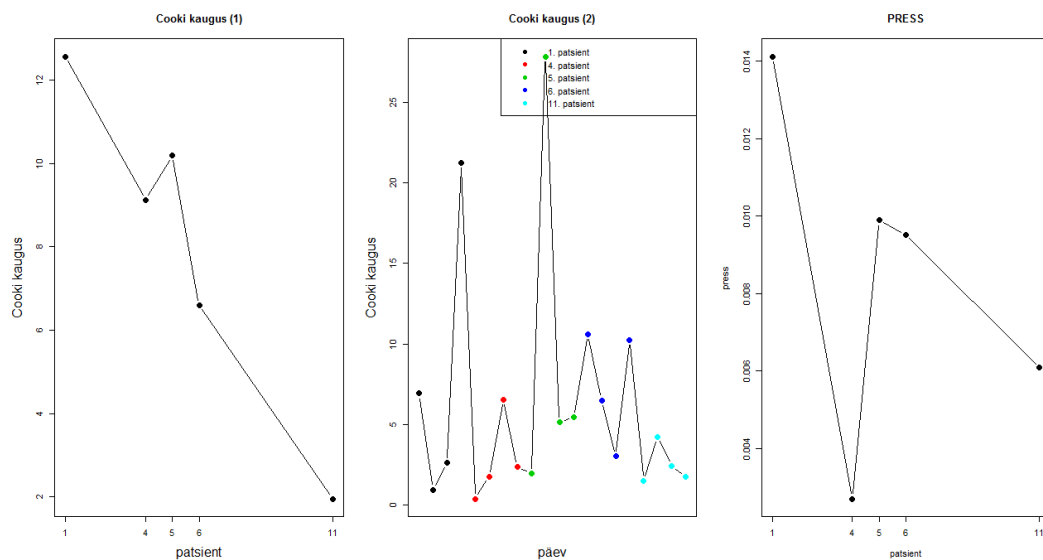 Cooki kaugus (1)
Cooki kaugus
12
10
8
6
4
2
1
4
5
6
11
patsient
Cooki kaugus (2)
1. patsient
4. patsient
5. patsient
6. patsient
11. patsient
Cooki kaugus
25
20
15
10
5
0
päev
PRESS
press
0.014
0.012
0.010
0.008
0.006
0.004
1
4
5
6
11
patsient